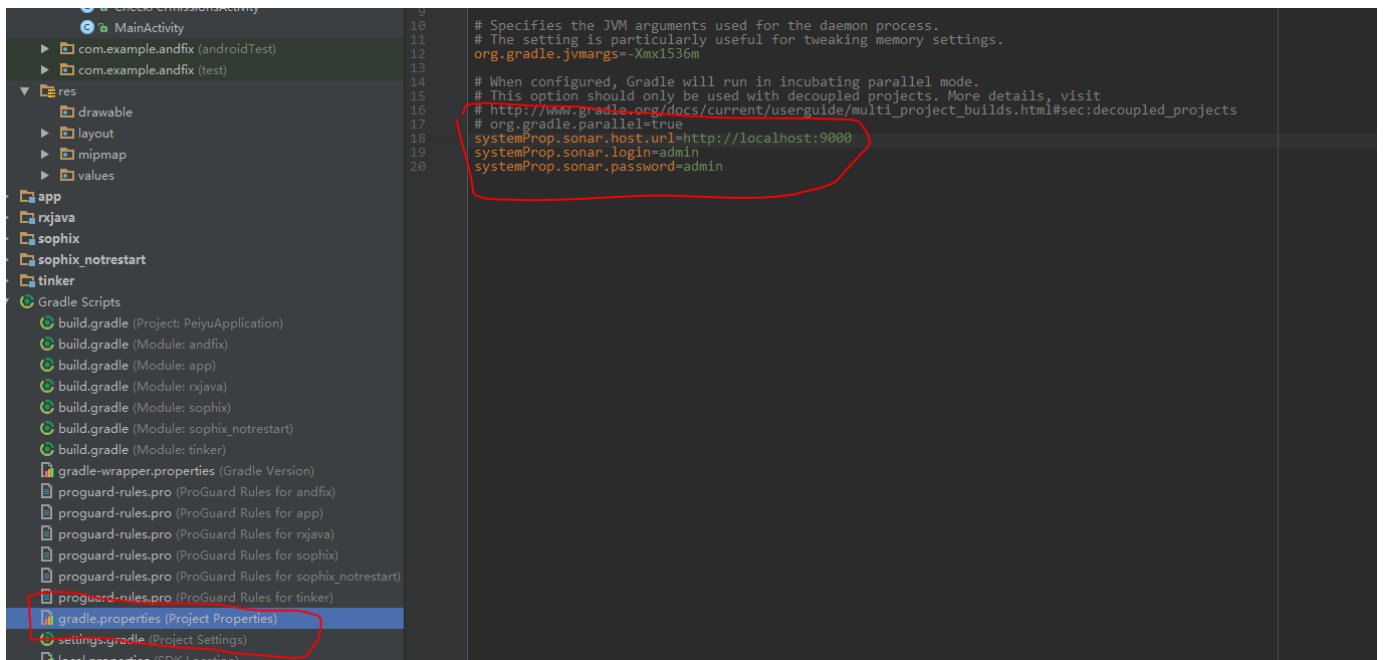 CheckPermissionsActivity
MainActivity
com.example.andfix (androidTest)
com.example.andfix (test)
res
drawable
layout
mipmap
values
app
rxjava
sophix
sophix_notrestart
tinker
Gradle Scripts
build.gradle (Project: PeiyuApplication)
build.gradle (Module: andfix)
build.gradle (Module: app)
build.gradle (Module: rxjava)
build.gradle (Module: sophix)
build.gradle (Module: sophix_notrestart)
build.gradle (Module: tinker)
gradle-wrapper.properties (Gradle Version)
proguard-rules.pro (ProGuard Rules for andfix)
proguard-rules.pro (ProGuard Rules for app)
proguard-rules.pro (ProGuard Rules for rxjava)
proguard-rules.pro (ProGuard Rules for sophix)
proguard-rules.pro (ProGuard Rules for sophix_notrestart)
proguard-rules.pro (ProGuard Rules for tinker)
gradle.properties (Project Properties)
settings.gradle (Project Settings)
local.properties (SDK Location)
9
10 # Specifies the JVM arguments used for the daemon process.
11 # The setting is particularly useful for tweaking memory settings.
12 org.gradle.jvmargs=-Xmx1536m
13
14 # When configured, Gradle will run in incubating parallel mode.
15 # This option should only be used with decoupled projects. More details, visit
16 # http://www.gradle.org/docs/current/userguide/multi_project_builds.html#sec:decoupled_projects
17 # org.gradle.parallel=true
18 systemProp.sonar.host.url=http://localhost:9000
19 systemProp.sonar.login=admin
20 systemProp.sonar.password=admin